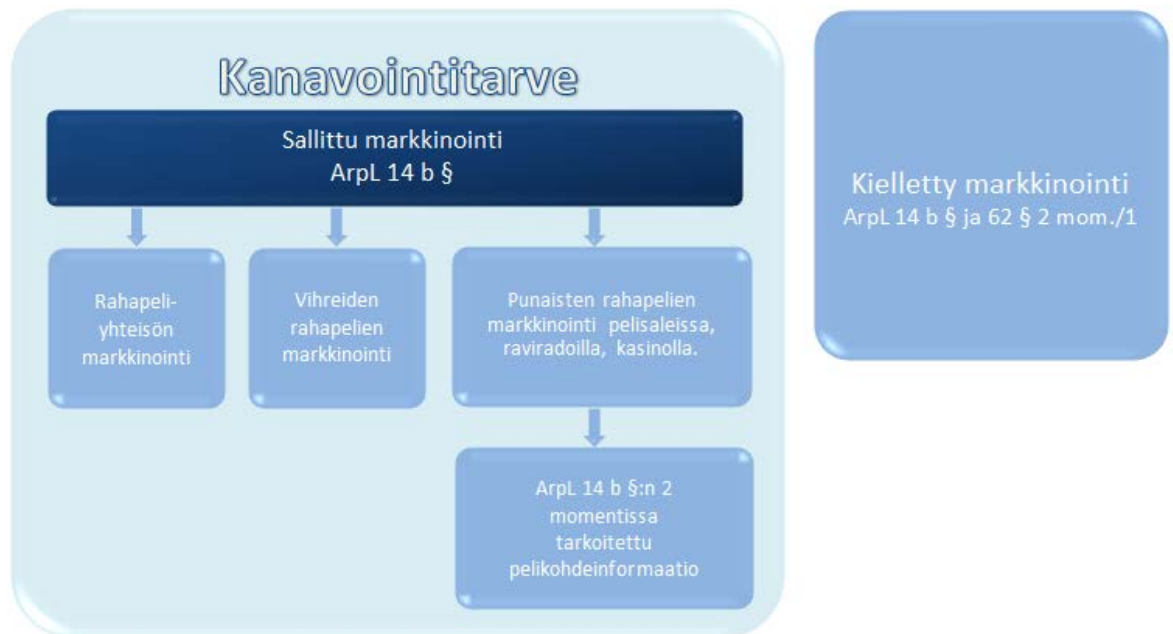 Kanavointitarve
Sallittu markkinointi
ArpL 14 b §
Rahapeli-
yhteisön
markkinointi
Vihreiden
rahapelien
markkinointi
Punaisten rahapelien
markkinointi pelisaleissa,
raviradoilla, kasinolla.
ArpL 14 b §:n 2
momentissa
tarkoitettu
pelikohdeinformaatio
Kielletty markkinointi
ArpL 14 b § ja 62 § 2 mom./1